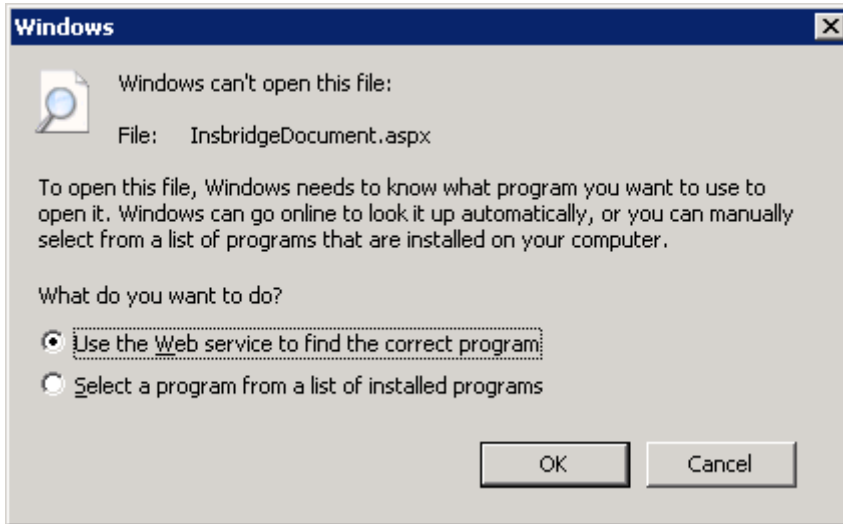 Windows
Windows can't open this file:
File: InsbridgeDocument.aspx
To open this file, Windows needs to know what program you want to use to
open it. Windows can go online to look it up automatically, or you can manually
select from a list of programs that are installed on your computer.
What do you want to do?
Use the Web service to find the correct program
Select a program from a list of installed programs
OK Cancel